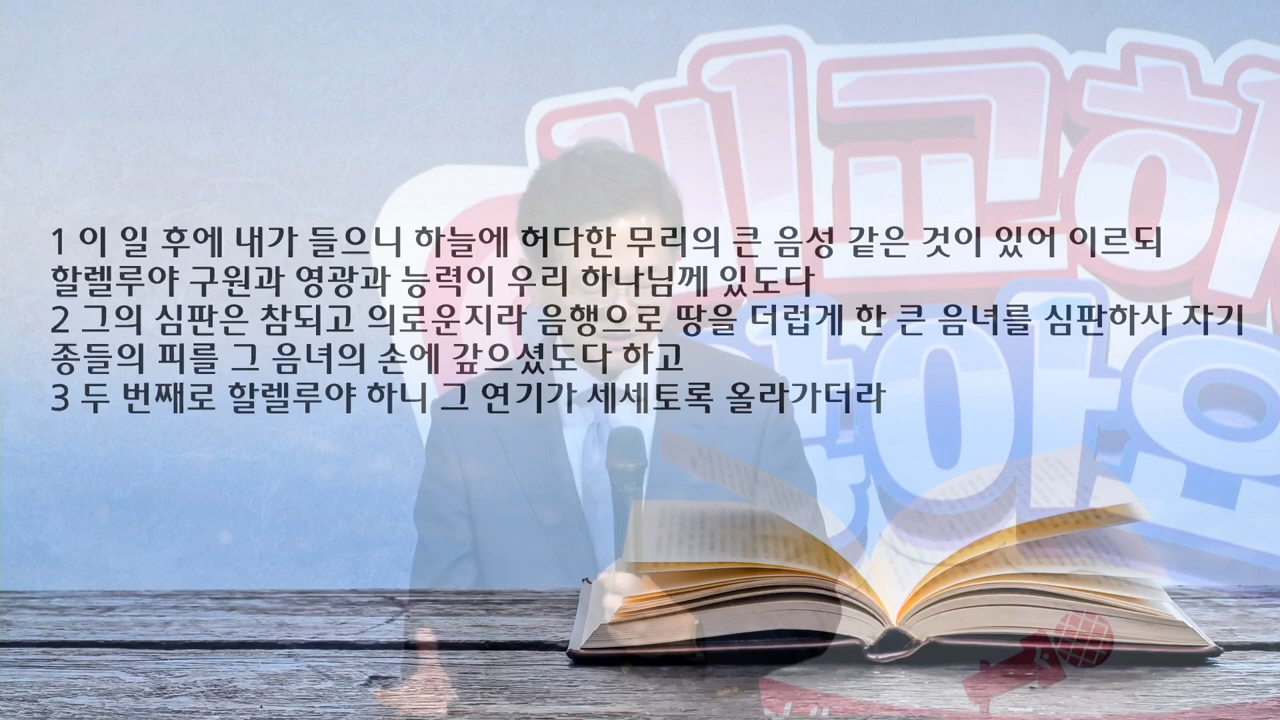 비교하
말아요
1 이 일 후에 내가 들으니 하늘에 허다한 무리의 큰 음성 같은 것이 있어 이르되
할렐루야 구원과 영광과 능력이 우리 하나님께 있도다
2 그의 심판은 참되고 의로운지라 음행으로 땅을 더럽게 한 큰 음녀를 심판하사 자기
종들의 피를 그 음녀의 손에 갚으셨도다 하고
3 두 번째로 할렐루야 하니 그 연기가 세세토록 올라가더라